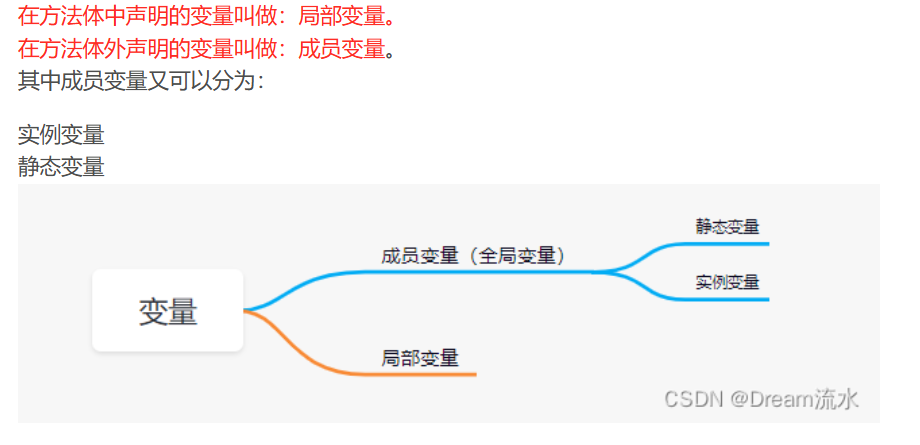 在方法体中声明的变量叫做：局部变量。
在方法体外声明的变量叫做：成员变量。
其中成员变量又可以分为：
实例变量
静态变量
静态变量
成员变量（全局变量）
实例变量
变量
局部变量
CSDN @Dream流水